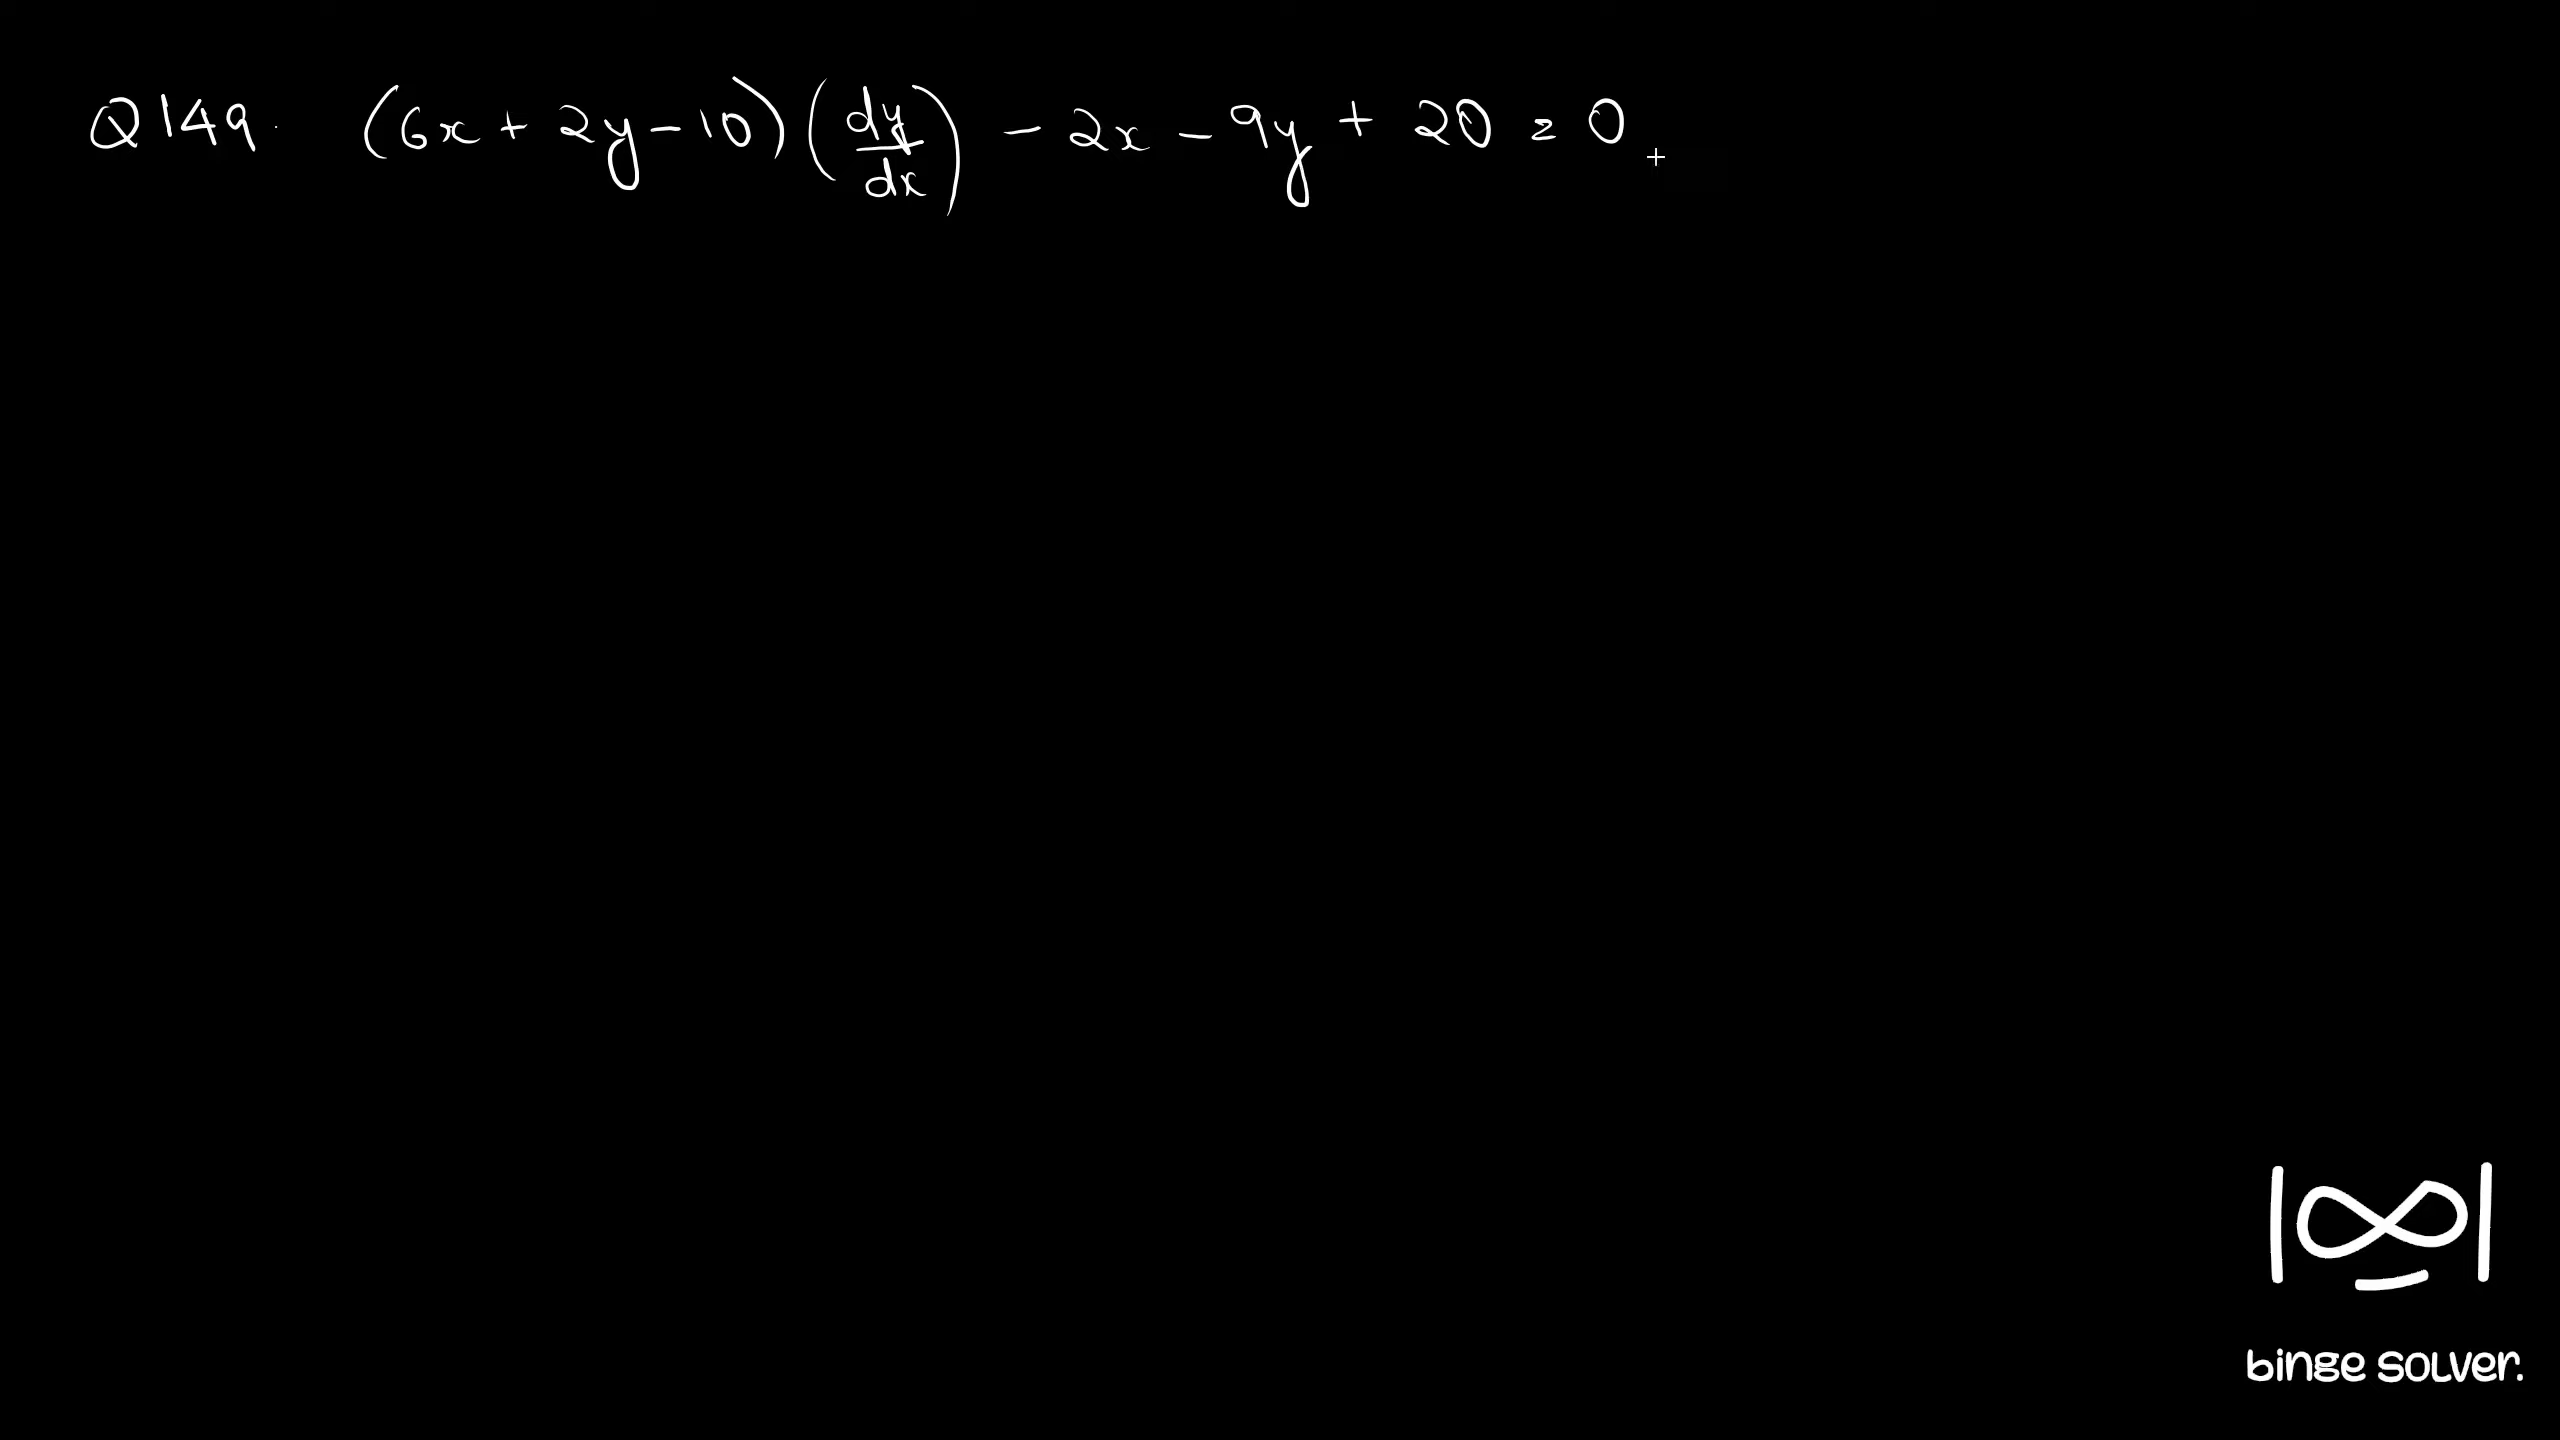 Q149. (6x + 2y - 10) (dy/dx) - 2x - 9y + 20 = 0
binge solver.